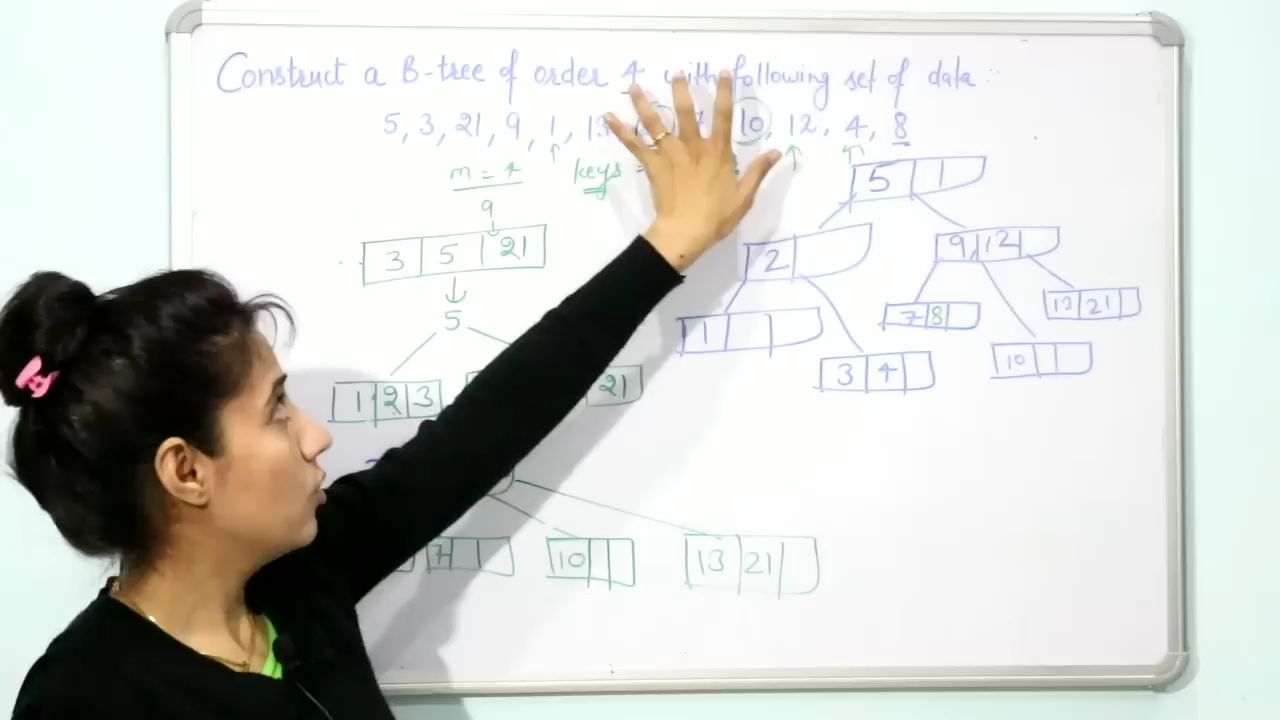 Construct a B-tree of order 4 with following set of data :-
5, 3, 21, 9, 1, 13, 10, 12, 4, 8
m = 4 keys =
9
3 5 21
5
1 2 3 21
7 10 13 21
5
2 9, 12
1 3 4 7 8 10 13 21